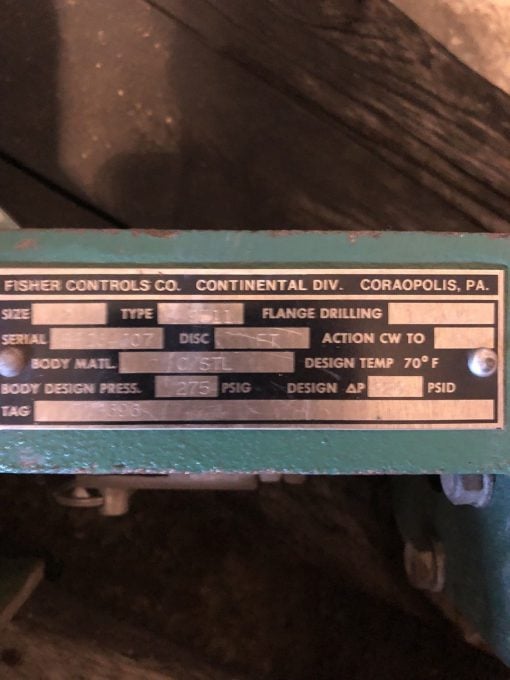 FISHER CONTROLS CO. CONTINENTAL DIV. CORAOPOLIS, PA.
SIZE TYPE FLANGE DRILLING
SERIAL DISC ACTION CW TO
BODY MATL. C/STL DESIGN TEMP 70°F
BODY DESIGN PRESS. 275 PSIG DESIGN ΔP PSID
TAG